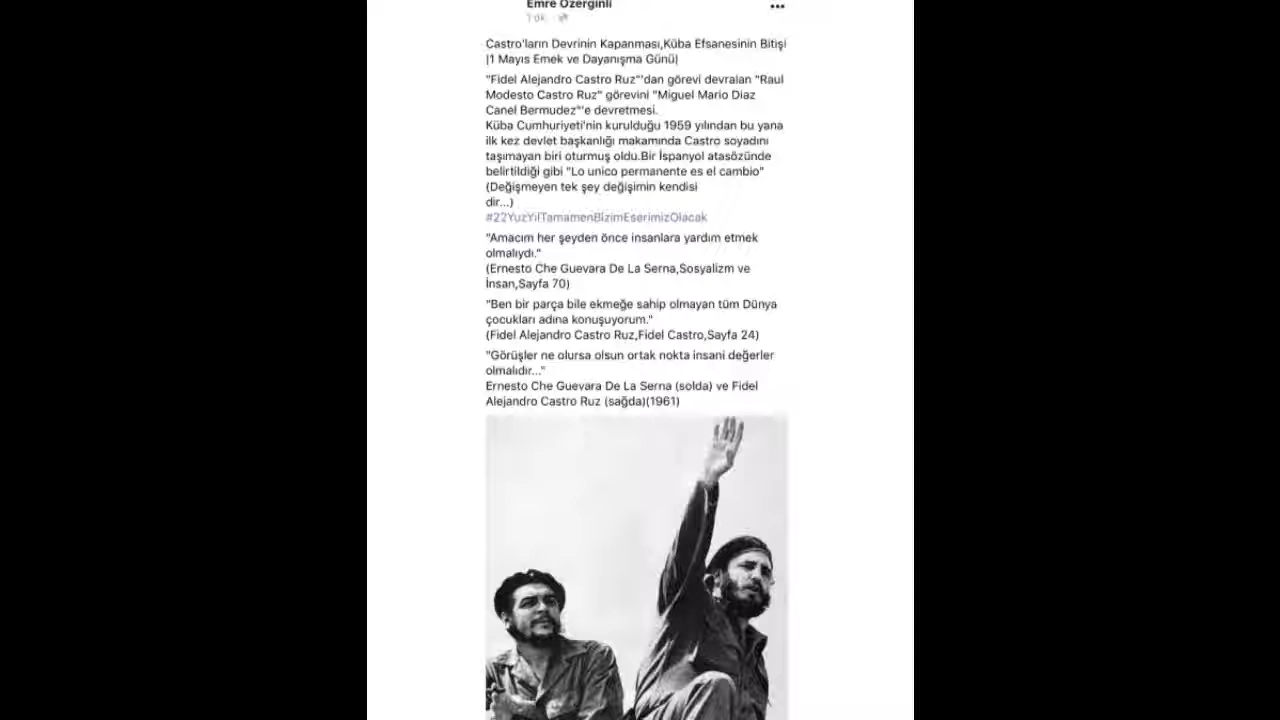 Emre Özerginli
1 dk.
Castro'ların Devrinin Kapanması,Küba Efsanesinin Bitişi
|1 Mayıs Emek ve Dayanışma Günü|
"Fidel Alejandro Castro Ruz"'dan görevi devralan "Raul
Modesto Castro Ruz" görevini "Miguel Mario Diaz
Canel Bermudez"'e devretmesi.
Küba Cumhuriyeti'nin kurulduğu 1959 yılından bu yana
ilk kez devlet başkanlığı makamında Castro soyadını
taşımayan biri oturmuş oldu.Bir İspanyol atasözünde
belirtildiği gibi "Lo unico permanente es el cambio"
(Değişmeyen tek şey değişimin kendisi
dir...)
#22YuzYılTamamenBizimEserimizOlacak
"Amacım her şeyden önce insanlara yardım etmek
olmalıydı."
(Ernesto Che Guevara De La Serna,Sosyalizm ve
İnsan,Sayfa 70)
"Ben bir parça bile ekmeğe sahip olmayan tüm Dünya
çocukları adına konuşuyorum."
(Fidel Alejandro Castro Ruz,Fidel Castro,Sayfa 24)
"Görüşler ne olursa olsun ortak nokta insani değerler
olmalıdır..."
Ernesto Che Guevara De La Serna (solda) ve Fidel
Alejandro Castro Ruz (sağda)(1961)